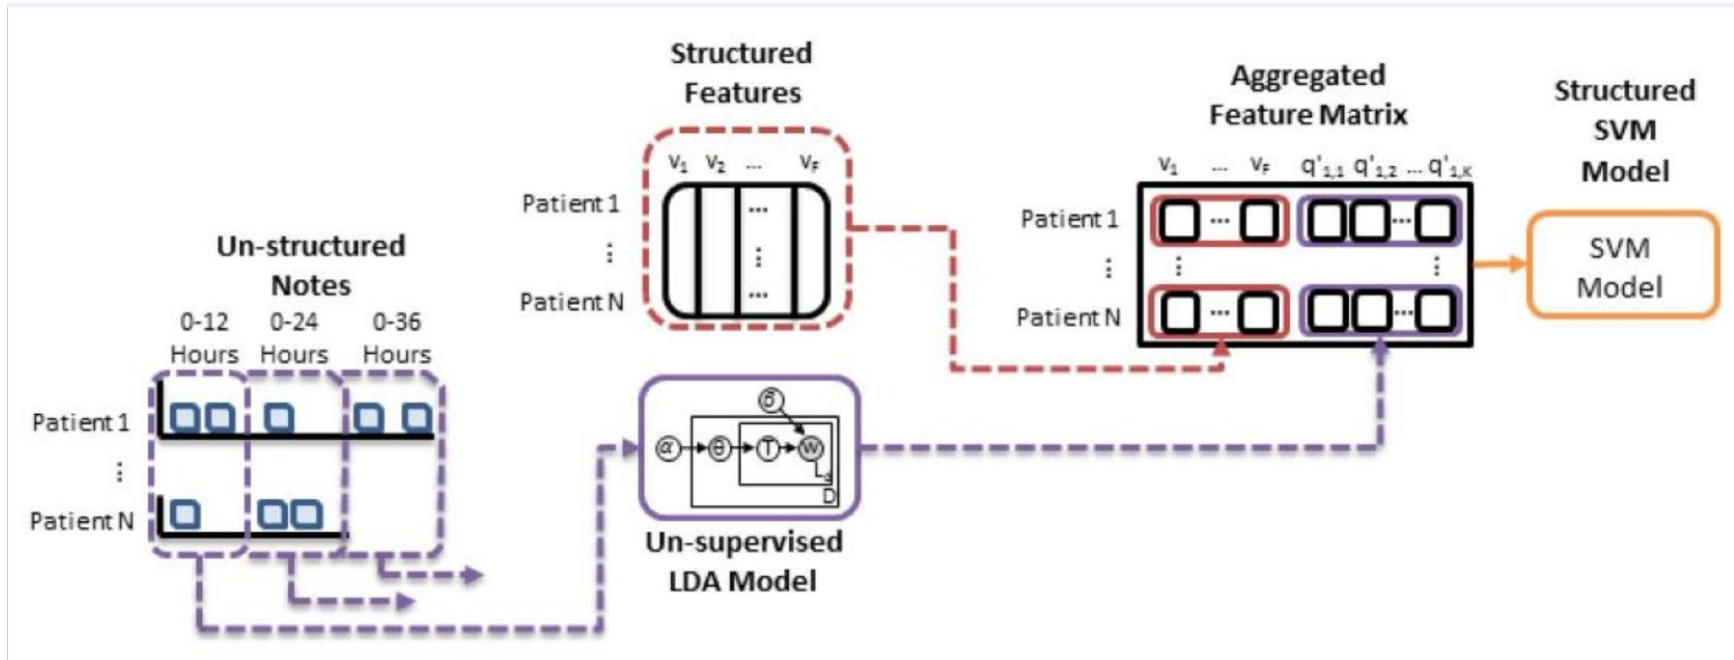 Structured
Features
v1 v2 ... vF
Patient 1
...
⋮
⋮
Patient N
...
Aggregated
Feature Matrix
v1 ... vF q'1,1 q'1,2 ... q'1,K
Patient 1
... ...
⋮
⋮ ⋮
Patient N
... ...
Structured
SVM
Model
SVM
Model
Un-structured
Notes
0-12 0-24 0-36
Hours Hours Hours
Patient 1
⋮
Patient N
α θ T W
D
Un-supervised
LDA Model